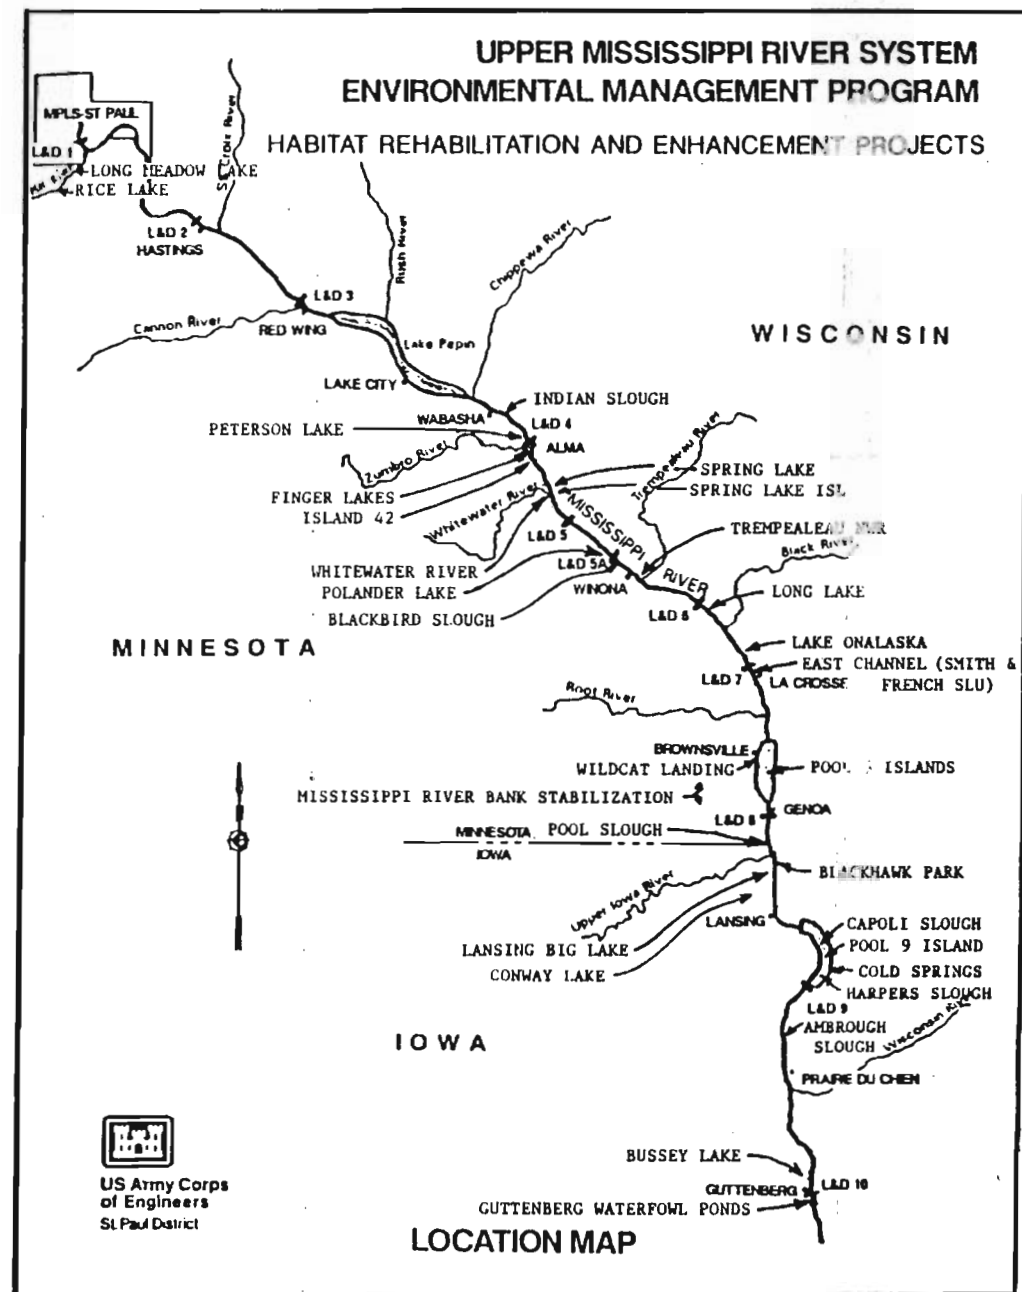 UPPER MISSISSIPPI RIVER SYSTEM
ENVIRONMENTAL MANAGEMENT PROGRAM
HABITAT REHABILITATION AND ENHANCEMENT PROJECTS
MPLS-ST PAUL
L&D 1
LONG MEADOW LAKE
RICE LAKE
St Croix River
L&D 2
HASTINGS
Rush River
Chippewa River
L&D 3
Cannon River
RED WING
Lake Pepin
WISCONSIN
LAKE CITY
INDIAN SLOUGH
WABASHA
L&D 4
PETERSON LAKE
ALMA
Zumbro River
Trempealeau River
SPRING LAKE
FINGER LAKES
SPRING LAKE ISL
ISLAND 42
Whitewater River
MISSISSIPPI RIVER
L&D 5
TREMPEALEAU NWR
Black River
WHITEWATER RIVER
L&D 5A
POLANDER LAKE
WINONA
LONG LAKE
BLACKBIRD SLOUGH
L&D 6
MINNESOTA
LAKE ONALASKA
EAST CHANNEL (SMITH &
FRENCH SLU)
L&D 7
LA CROSSE
Root River
BROWNSVILLE
WILDCAT LANDING
POOL ISLANDS
MISSISSIPPI RIVER BANK STABILIZATION
GENOA
L&D 8
MINNESOTA
POOL SLOUGH
IOWA
BLACKHAWK PARK
Upper Iowa River
LANSING
CAPOLI SLOUGH
LANSING BIG LAKE
POOL 9 ISLAND
CONWAY LAKE
COLD SPRINGS
HARPERS SLOUGH
L&D 9
AMBROUGH
SLOUGH
Wisconsin River
IOWA
PRAIRIE DU CHIEN
US Army Corps
of Engineers
St. Paul District
BUSSEY LAKE
L&D 10
GUTTENBERG
GUTTENBERG WATERFOWL PONDS
LOCATION MAP